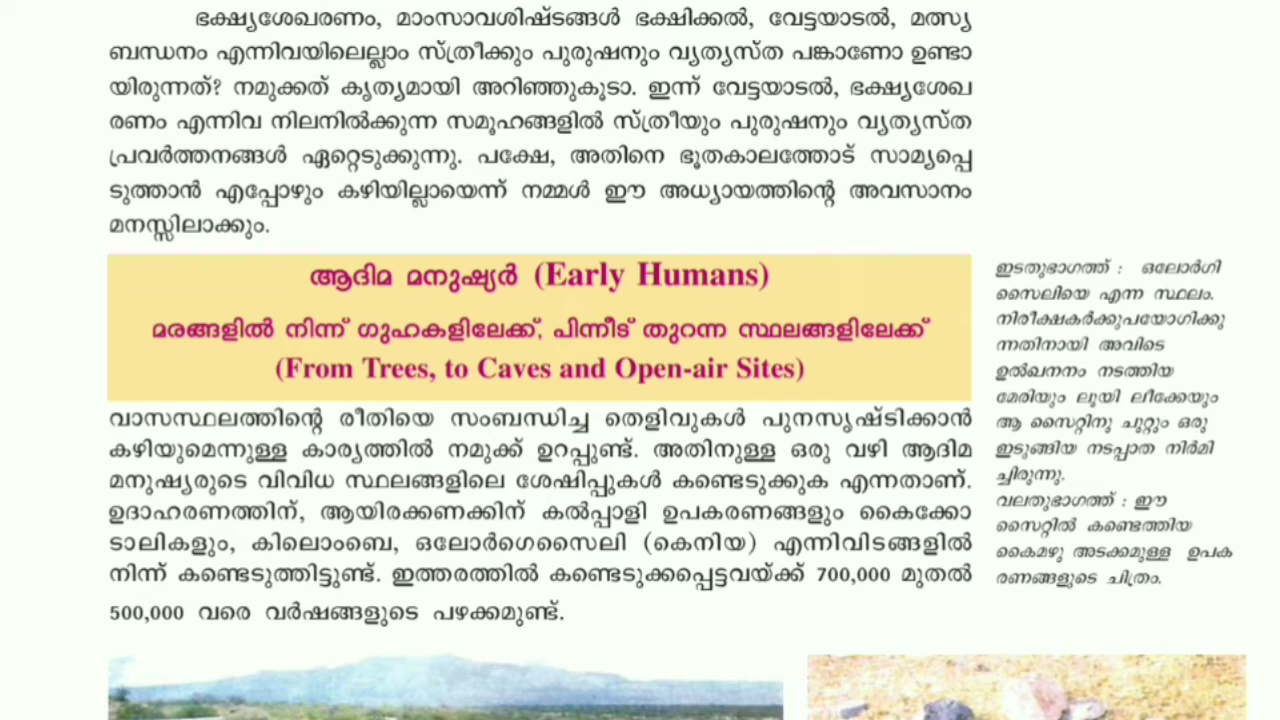 ഭക്ഷ്യശേഖരണം, മാംസാവശിഷ്ടങ്ങൾ ഭക്ഷിക്കൽ, വേട്ടയാടൽ, മത്സ്യ
ബന്ധനം എന്നിവയിലെല്ലാം സ്ത്രീക്കും പുരുഷനും വ്യത്യസ്ത പങ്കാണോ ഉണ്ടാ
യിരുന്നത്? നമുക്കത് കൃത്യമായി അറിഞ്ഞുകൂടാ. ഇന്ന് വേട്ടയാടൽ, ഭക്ഷ്യശേഖ
രണം എന്നിവ നിലനിൽക്കുന്ന സമൂഹങ്ങളിൽ സ്ത്രീയും പുരുഷനും വ്യത്യസ്ത
പ്രവർത്തനങ്ങൾ ഏറ്റെടുക്കുന്നു. പക്ഷേ, അതിനെ ഭൂതകാലത്തോട് സാമ്യപ്പെ
ടുത്താൻ എപ്പോഴും കഴിയില്ലായെന്ന് നമ്മൾ ഈ അധ്യായത്തിന്റെ അവസാനം
മനസ്സിലാക്കും.
ആദിമ മനുഷ്യർ (Early Humans)
മരങ്ങളിൽ നിന്ന് ഗുഹകളിലേക്ക്, പിന്നീട് തുറന്ന സ്ഥലങ്ങളിലേക്ക്
(From Trees, to Caves and Open-air Sites)
വാസസ്ഥലത്തിന്റെ രീതിയെ സംബന്ധിച്ച തെളിവുകൾ പുനസൃഷ്ടിക്കാൻ
കഴിയുമെന്നുള്ള കാര്യത്തിൽ നമുക്ക് ഉറപ്പുണ്ട്. അതിനുള്ള ഒരു വഴി ആദിമ
മനുഷ്യരുടെ വിവിധ സ്ഥലങ്ങളിലെ ശേഷിപ്പുകൾ കണ്ടെടുക്കുക എന്നതാണ്.
ഉദാഹരണത്തിന്, ആയിരക്കണക്കിന് കൽപ്പാളി ഉപകരണങ്ങളും കൈക്കോ
ടാലികളും, കിലൊംബെ, ഒലോർഗെസൈലി (കെനിയ) എന്നിവിടങ്ങളിൽ
നിന്ന് കണ്ടെടുത്തിട്ടുണ്ട്. ഇത്തരത്തിൽ കണ്ടെടുക്കപ്പെട്ടവയ്ക്ക് 700,000 മുതൽ
500,000 വരെ വർഷങ്ങളുടെ പഴക്കമുണ്ട്.
ഇടതുഭാഗത്ത് : ഒലോർഗി
സൈലിയെ എന്ന സ്ഥലം.
നിരീക്ഷകർക്കുപയോഗിക്കു
ന്നതിനായി അവിടെ
ഉൽഖനനം നടത്തിയ
മേരിയും ലൂയി ലീക്കേയും
ആ സൈറ്റിനു ചുറ്റും ഒരു
ഇടുങ്ങിയ നടപ്പാത നിർമി
ച്ചിരുന്നു.
വലതുഭാഗത്ത് : ഈ
സൈറ്റിൽ കണ്ടെത്തിയ
കൈമഴു അടക്കമുള്ള ഉപക
രണങ്ങളുടെ ചിത്രം.